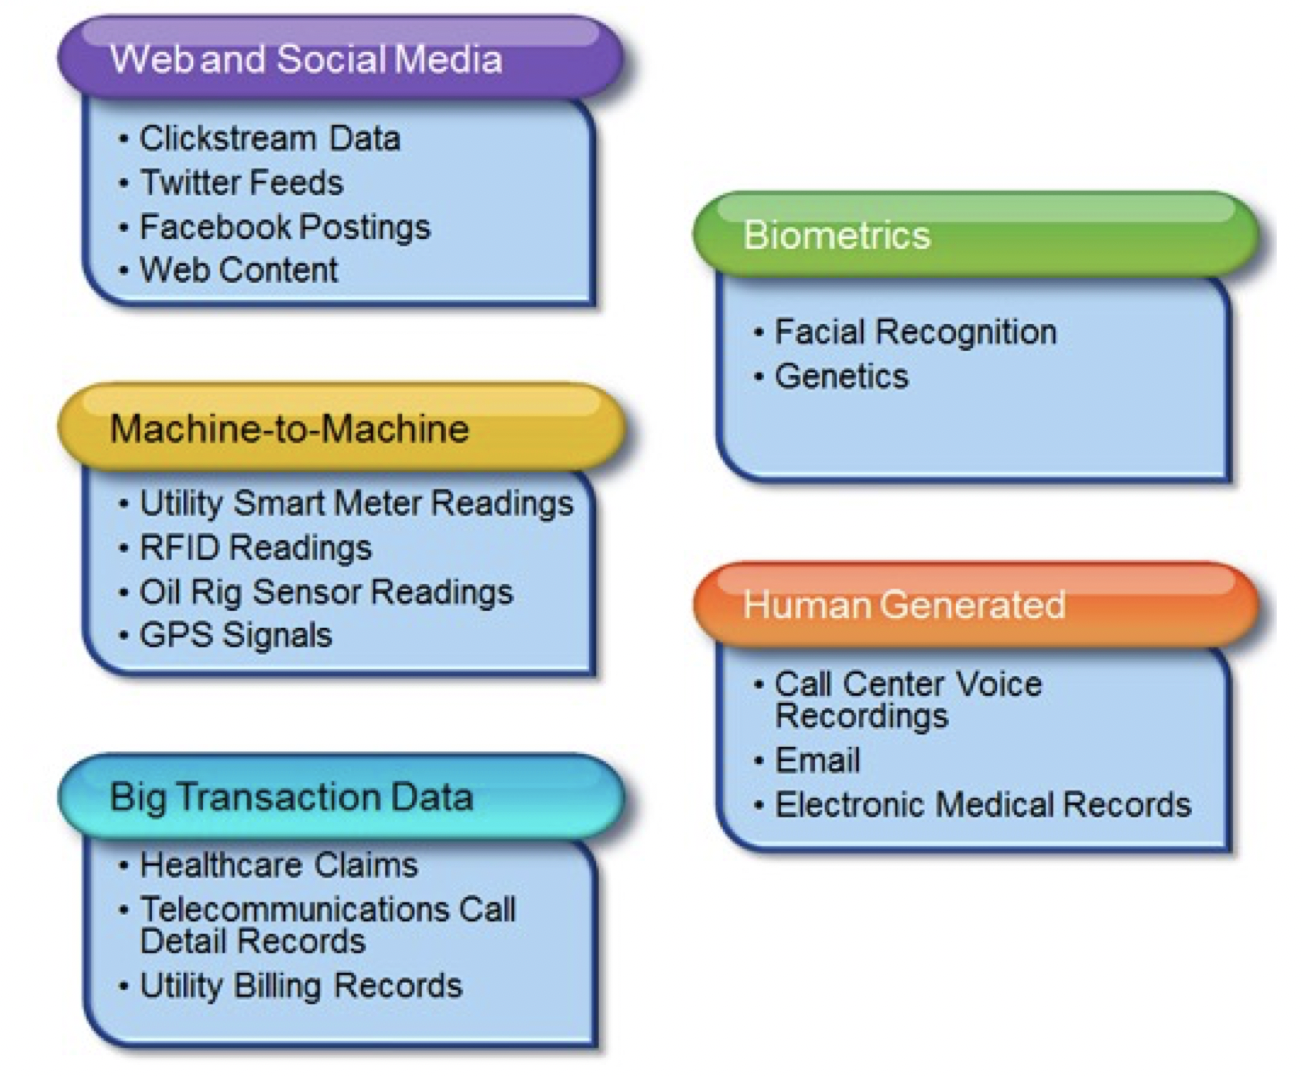 Web and Social Media
• Clickstream Data
• Twitter Feeds
• Facebook Postings
• Web Content
Machine-to-Machine
• Utility Smart Meter Readings
• RFID Readings
• Oil Rig Sensor Readings
• GPS Signals
Big Transaction Data
• Healthcare Claims
• Telecommunications Call
Detail Records
• Utility Billing Records
Biometrics
• Facial Recognition
• Genetics
Human Generated
• Call Center Voice
Recordings
• Email
• Electronic Medical Records